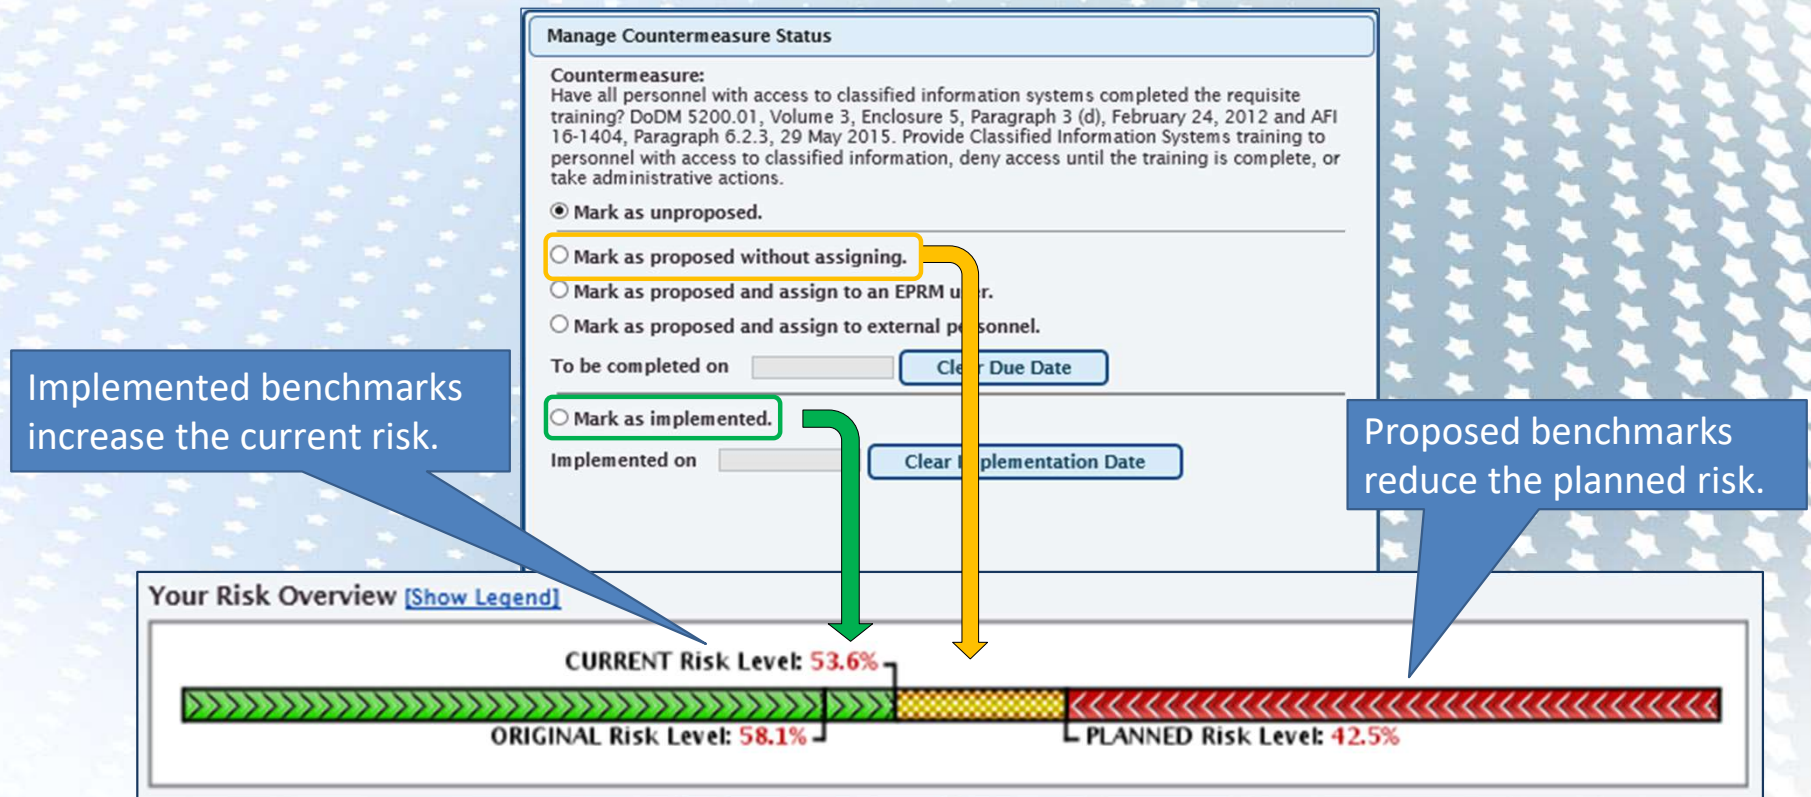 Manage Countermeasure Status
Countermeasure:
Have all personnel with access to classified information systems completed the requisite
training? DoDM 5200.01, Volume 3, Enclosure 5, Paragraph 3 (d), February 24, 2012 and AFI
16-1404, Paragraph 6.2.3, 29 May 2015. Provide Classified Information Systems training to
personnel with access to classified information, deny access until the training is complete, or
take administrative actions.
Mark as unproposed.
Mark as proposed without assigning.
Mark as proposed and assign to an EPRM user.
Mark as proposed and assign to external personnel.
To be completed on
Clear Due Date
Mark as implemented.
Implemented on
Clear Implementation Date
Implemented benchmarks
increase the current risk.
Proposed benchmarks
reduce the planned risk.
Your Risk Overview [Show Legend]
CURRENT Risk Level: 53.6%
ORIGINAL Risk Level: 58.1%
PLANNED Risk Level: 42.5%